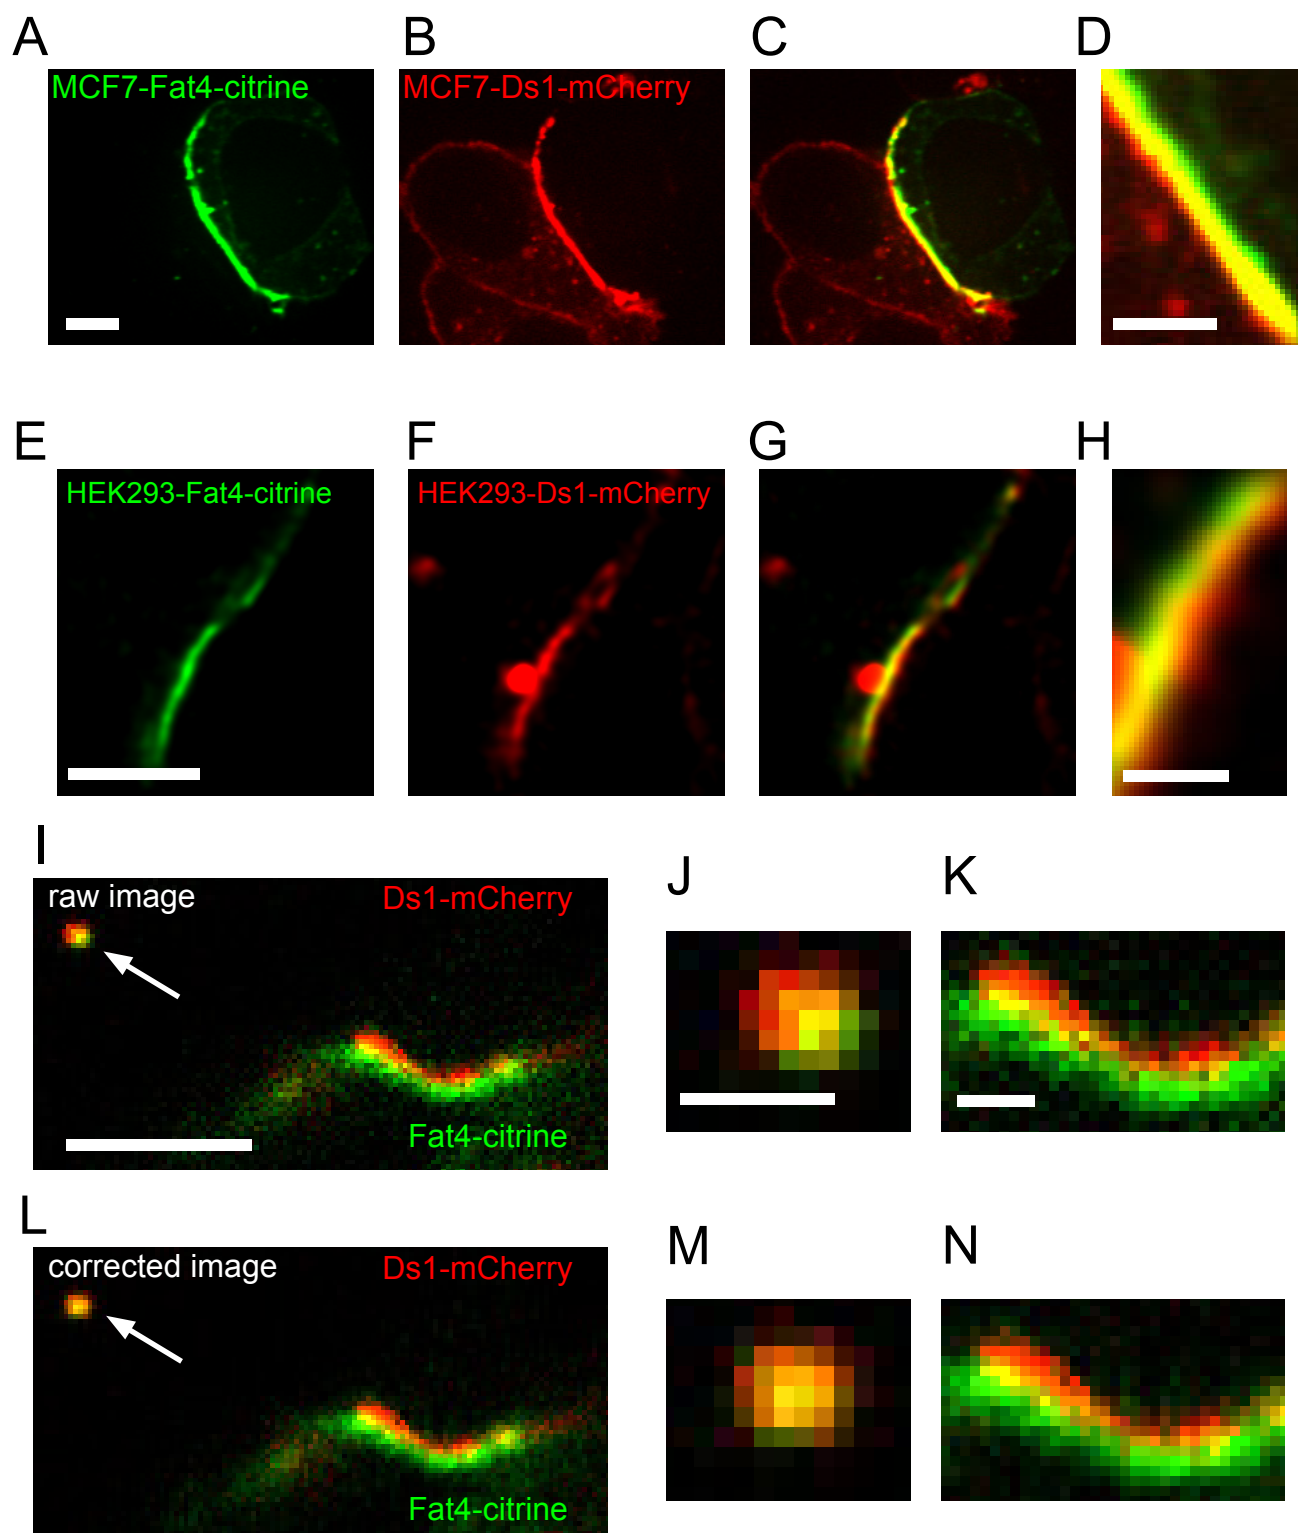 A
B
C
D
MCF7-Fat4-citrine
MCF7-Ds1-mCherry
E
F
G
H
HEK293-Fat4-citrine
HEK293-Ds1-mCherry
I
J
K
raw image
Ds1-mCherry
Fat4-citrine
L
M
N
corrected image
Ds1-mCherry
Fat4-citrine